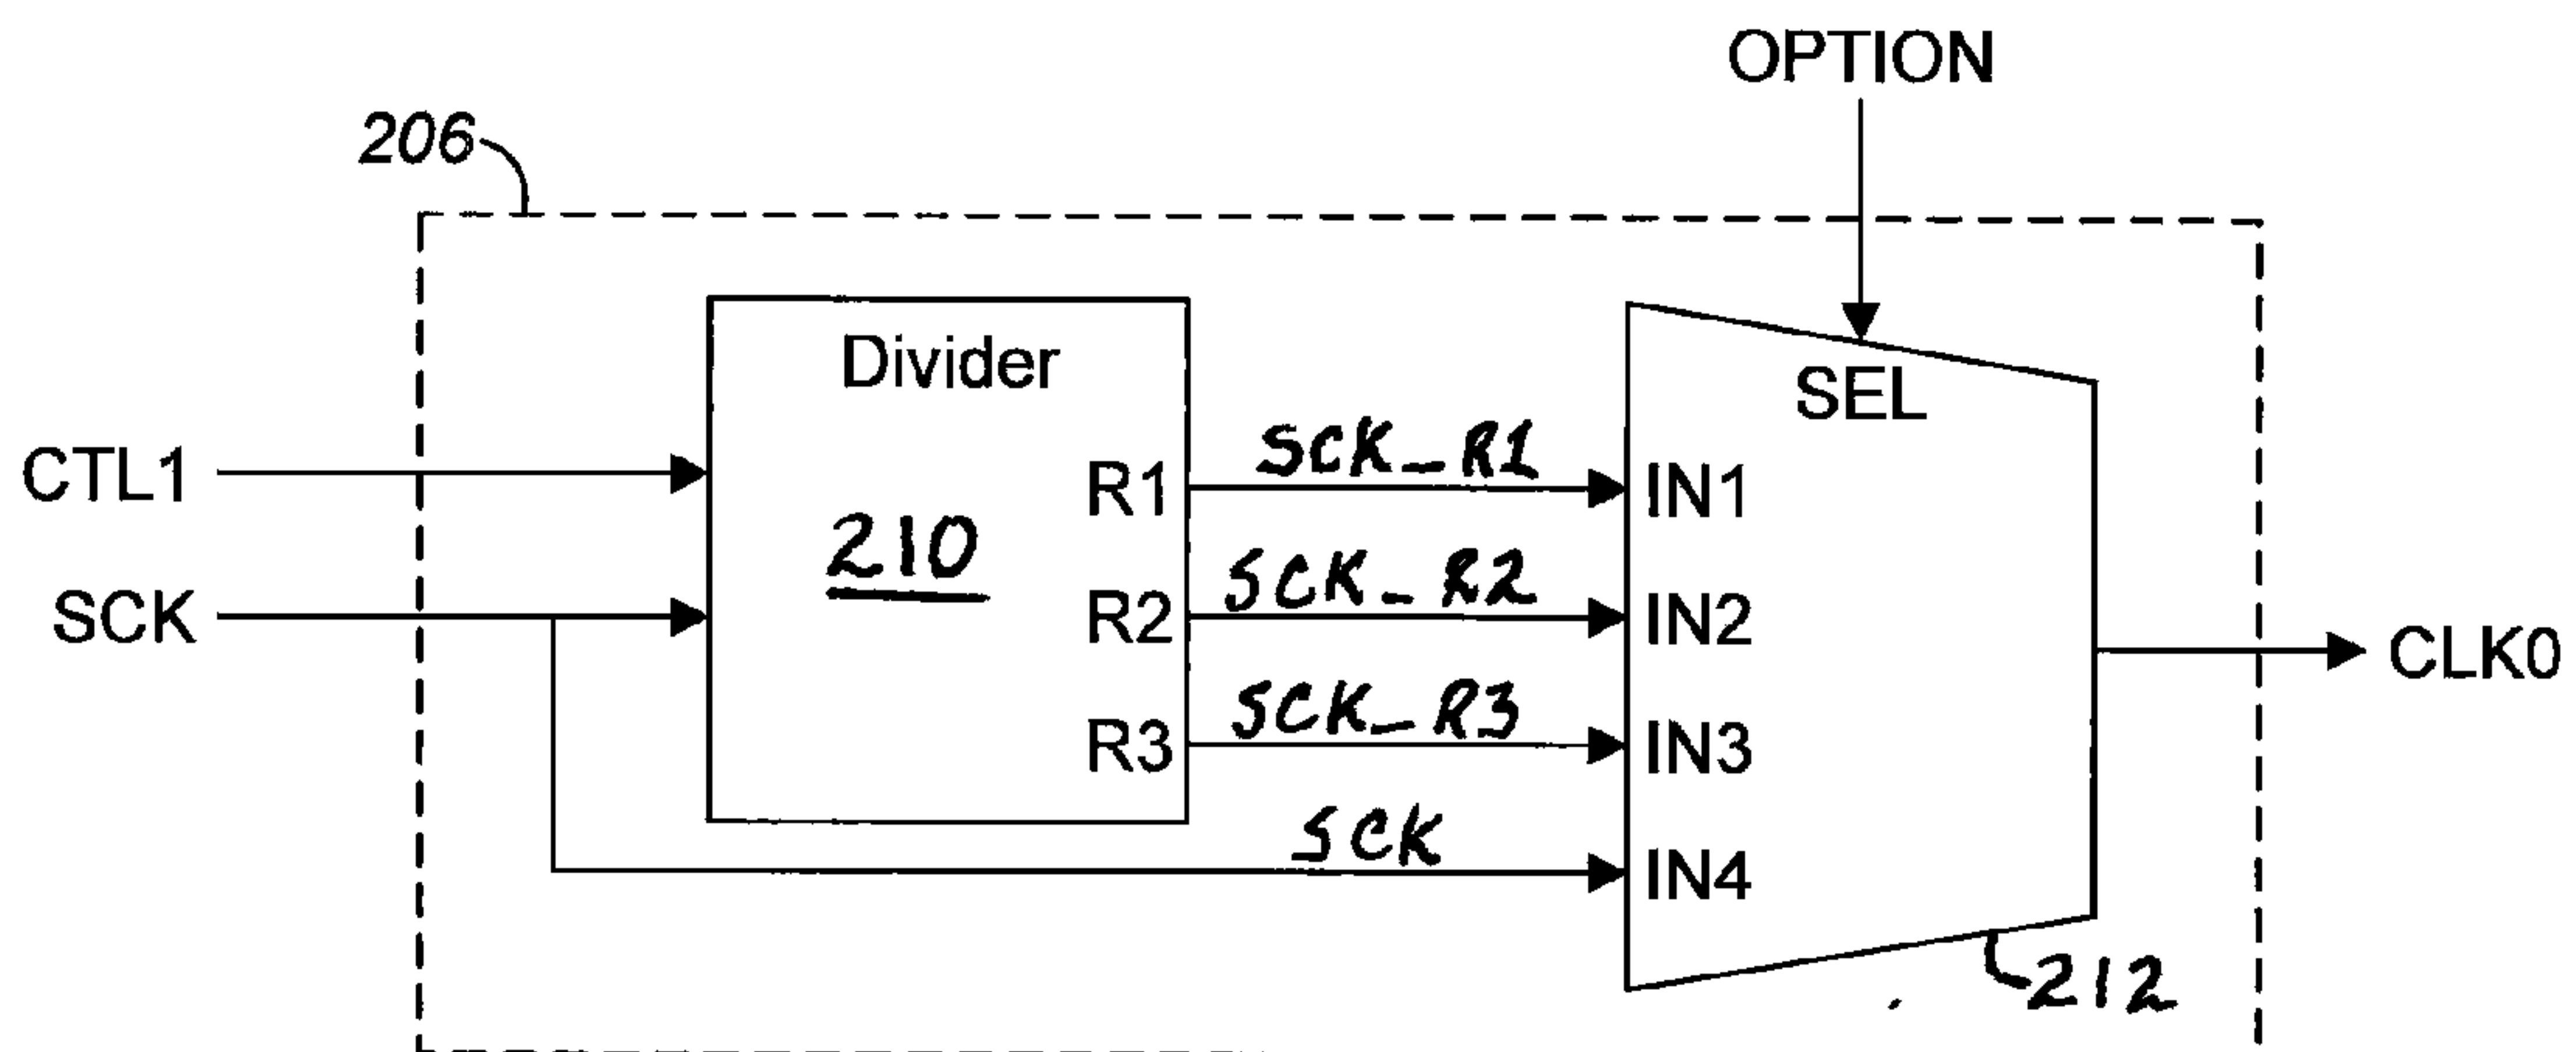 OPTION
206
Divider
SEL
CTL1
210
R1
SCK_R1
IN1
SCK
R2
SCK_R2
IN2
CLK0
R3
SCK_R3
IN3
SCK
IN4
212